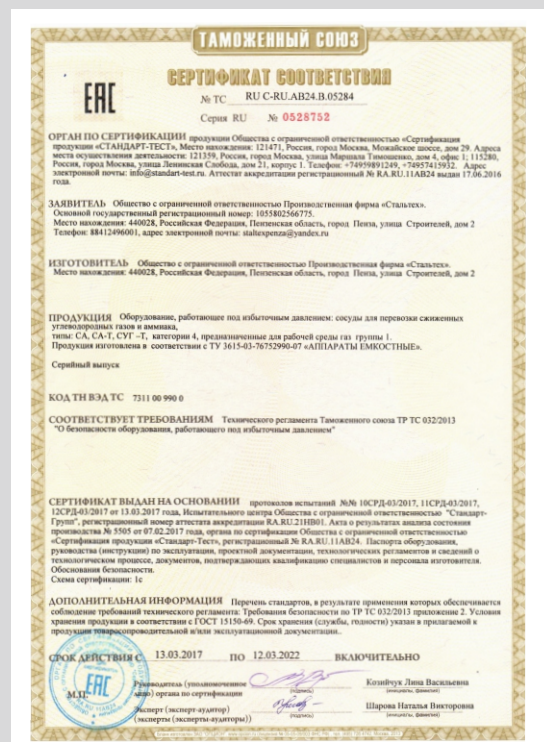 ТАМОЖЕННЫЙ СОЮЗ
EAC
СЕРТИФИКАТ СООТВЕТСТВИЯ
№ ТС RU C-RU.АВ24.В.05284
Серия RU № 0528752
ОРГАН ПО СЕРТИФИКАЦИИ продукции Общества с ограниченной ответственностью «Сертификация
продукции «СТАНДАРТ-ТЕСТ», Место нахождения: 121471, Россия, город Москва, Можайское шоссе, дом 29. Адреса
места осуществления деятельности: 121359, Россия, город Москва, улица Маршала Тимошенко, дом 4, офис 1; 115280,
Россия, город Москва, улица Ленинская Слобода, дом 21, корпус 1. Телефон: +74959891249, +74957415932. Адрес
электронной почты: info@standart-test.ru. Аттестат аккредитации регистрационный № RA.RU.11АВ24 выдан 17.06.2016
года.
ЗАЯВИТЕЛЬ Общество с ограниченной ответственностью Производственная фирма «Стальтех».
Основной государственный регистрационный номер: 1055802566775.
Место нахождения: 440028, Российская Федерация, Пензенская область, город Пенза, улица Строителей, дом 2
Телефон: 88412496001, адрес электронной почты: staltexpenza@yandex.ru
ИЗГОТОВИТЕЛЬ Общество с ограниченной ответственностью Производственная фирма «Стальтех».
Место нахождения: 440028, Российская Федерация, Пензенская область, город Пенза, улица Строителей, дом 2
ПРОДУКЦИЯ Оборудование, работающее под избыточным давлением: сосуды для перевозки сжиженных
углеводородных газов и аммиака,
типы: СА, СА-Т, СУГ –Т, категории 4, предназначенные для рабочей среды газ группы 1.
Продукция изготовлена в соответствии с ТУ 3615-03-76752990-07 «АППАРАТЫ ЕМКОСТНЫЕ».
Серийный выпуск
КОД ТН ВЭД ТС 7311 00 990 0
СООТВЕТСТВУЕТ ТРЕБОВАНИЯМ Технического регламента Таможенного союза ТР ТС 032/2013
"О безопасности оборудования, работающего под избыточным давлением"
СЕРТИФИКАТ ВЫДАН НА ОСНОВАНИИ протоколов испытаний №№ 10СРД-03/2017, 11СРД-03/2017,
12СРД-03/2017 от 13.03.2017 года, Испытательного центра Общества с ограниченной ответственностью "Стандарт-
Групп", регистрационный номер аттестата аккредитации RA.RU.21НВ01. Акта о результатах анализа состояния
производства № 5505 от 07.02.2017 года, органа по сертификации Общества с ограниченной ответственностью
«Сертификация продукции «Стандарт-Тест», регистрационный № RA.RU.11АВ24. Паспорта оборудования,
руководства (инструкции) по эксплуатации, проектной документации, технологических регламентов и сведений о
технологическом процессе, документов, подтверждающих квалификацию специалистов и персонала изготовителя.
Обоснования безопасности.
Схема сертификации: 1с
ДОПОЛНИТЕЛЬНАЯ ИНФОРМАЦИЯ Перечень стандартов, в результате применения которых обеспечивается
соблюдение требований технического регламента: Требования безопасности по ТР ТС 032/2013 приложение 2. Условия
хранения продукции в соответствии с ГОСТ 15150-69. Срок хранения (службы, годности) указан в прилагаемой к
продукции товаросопроводительной и/или эксплуатационной документации..
СРОК ДЕЙСТВИЯ С 13.03.2017 ПО 12.03.2022 ВКЛЮЧИТЕЛЬНО
Руководитель (уполномоченное
лицо) органа по сертификации
(подпись)
Козийчук Лина Васильевна
(инициалы, фамилия)
М.П.
EAC
Эксперт (эксперт-аудитор)
(эксперты (эксперты-аудиторы))
(подпись)
Шарова Наталья Викторовна
(инициалы, фамилия)